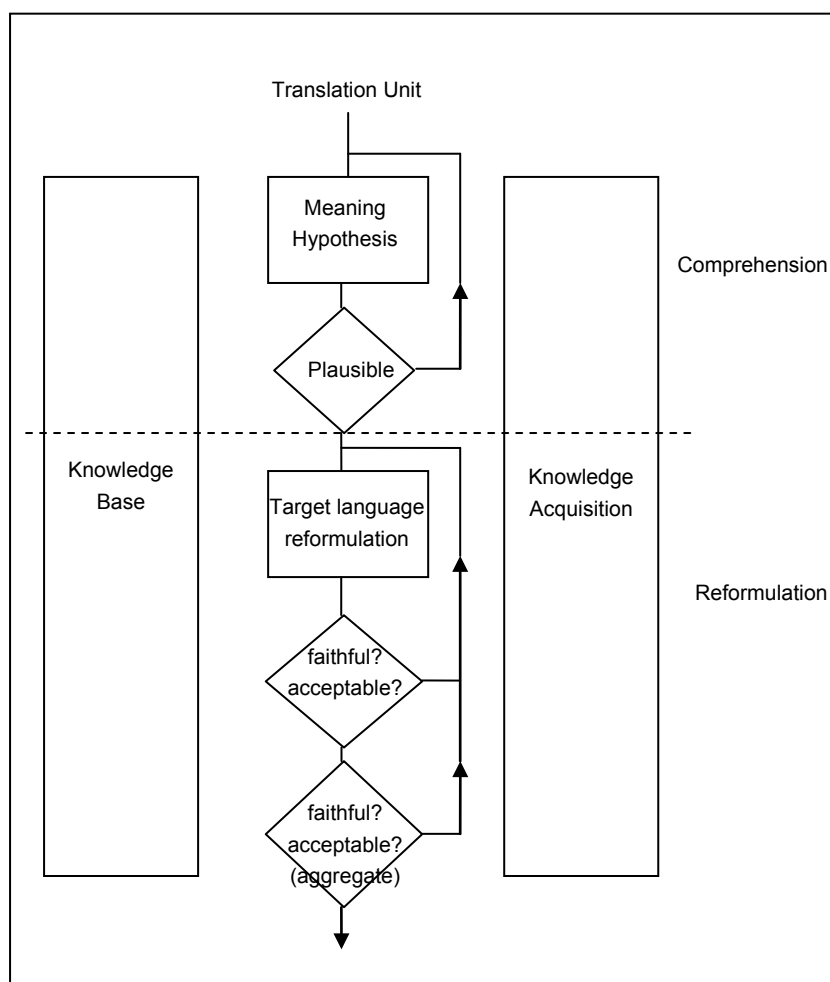 Translation Unit
Meaning
Hypothesis
Comprehension
Plausible
Knowledge
Base
Knowledge
Acquisition
Target language
reformulation
Reformulation
faithful?
acceptable?
faithful?
acceptable?
(aggregate)